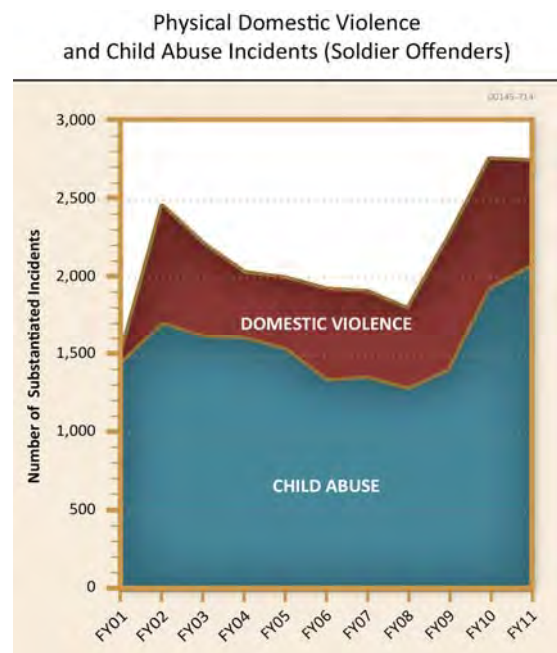 Physical Domestic Violence
and Child Abuse Incidents (Soldier Offenders)
00145-714
3,000
2,500
2,000
1,500
1,000
500
0
Number of Substantiated Incidents
DOMESTIC VIOLENCE
CHILD ABUSE
FY01
FY02
FY03
FY04
FY05
FY06
FY07
FY08
FY09
FY10
FY11